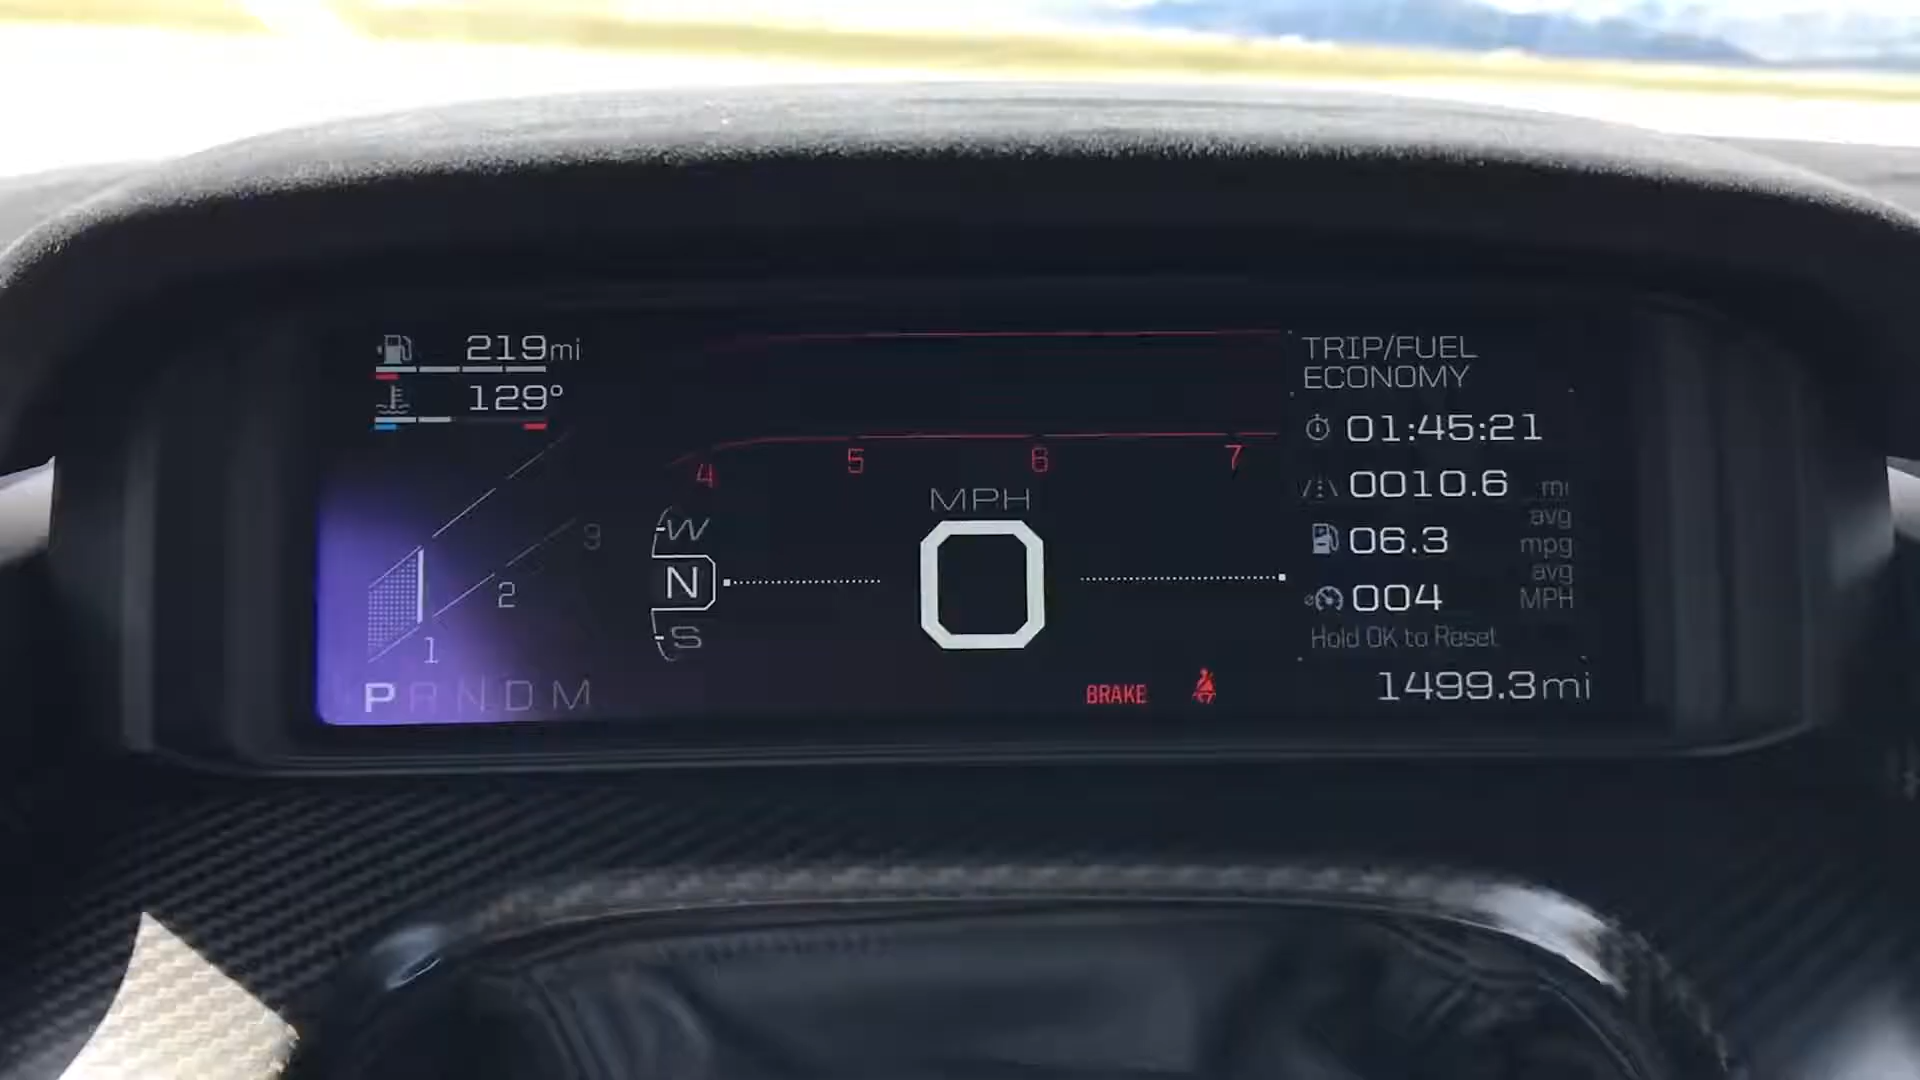 219mi
129°
4 5 6 7
3
2
1
P R N D M
W
N
S
MPH
0
BRAKE
TRIP/FUEL
ECONOMY
01:45:21
0010.6 mi
avg
06.3 mpg
avg
004 MPH
Hold OK to Reset
1499.3mi